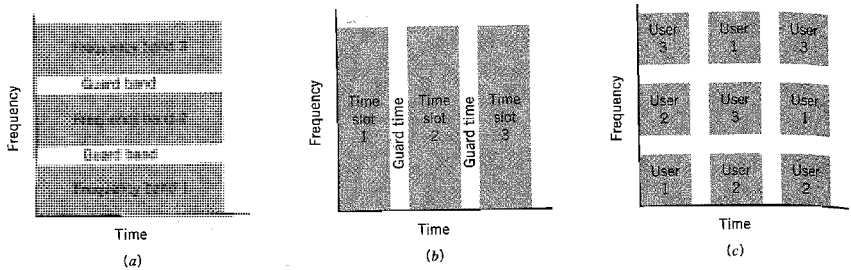 Frequency
Frequency band 3
Guard band
Frequency band 2
Guard band
Frequency band 1
Time
(a)
Frequency
Time
slot
1
Guard time
Time
slot
2
Guard time
Time
slot
3
Time
(b)
Frequency
User
3
User
1
User
3
User
2
User
3
User
1
User
1
User
2
User
2
Time
(c)